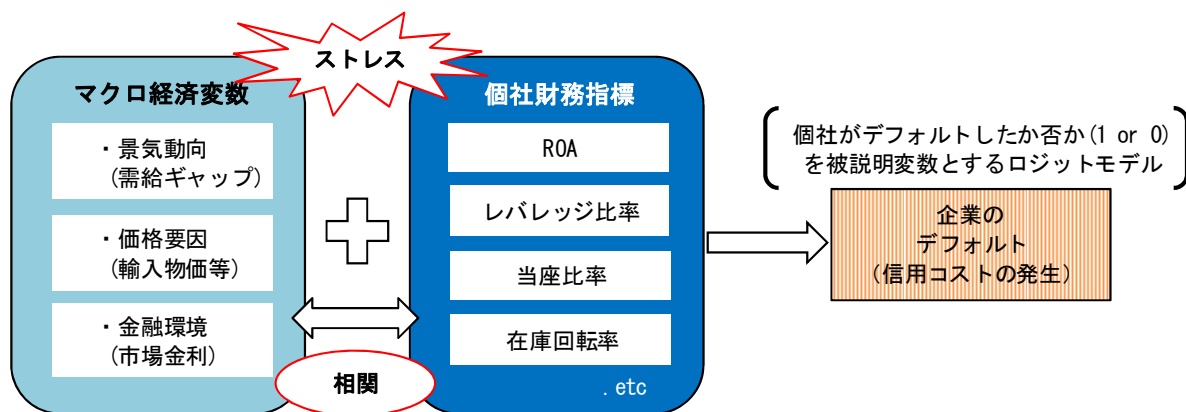 ストレス
マクロ経済変数
・景気動向
(需給ギャップ)
・価格要因
(輸入物価等)
・金融環境
(市場金利)
相関
個社財務指標
ROA
レバレッジ比率
当座比率
在庫回転率
. etc
個社がデフォルトしたか否か(1 or 0)
を被説明変数とするロジットモデル
企業の
デフォルト
(信用コストの発生)